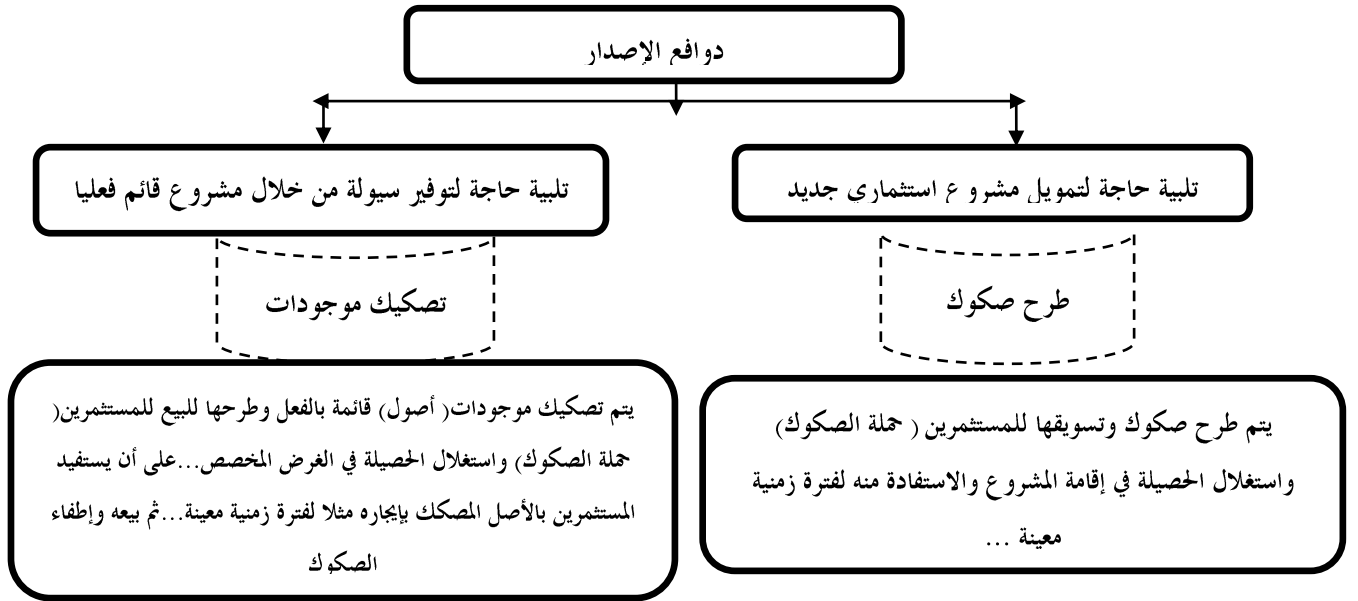 دوافع الإصدار
تلبية حاجة لتمويل مشروع استثماري جديد
تلبية حاجة لتوفير سيولة من خلال مشروع قائم فعليا
طرح صكوك
تصكيك موجودات
يتم طرح صكوك وتسويقها للمستثمرين ( حملة الصكوك)
واستغلال الحصيلة في إقامة المشروع والاستفادة منه لفترة زمنية
معينة ...
يتم تصكيك موجودات( أصول) قائمة بالفعل وطرحها للبيع للمستثمرين(
حملة الصكوك) واستغلال الحصيلة في الغرض المخصص...على أن يستفيد
المستثمرين بالأصل المصكك بإيجاره مثلا لفترة زمنية معينة...ثم بيعه وإطفاء
الصكوك